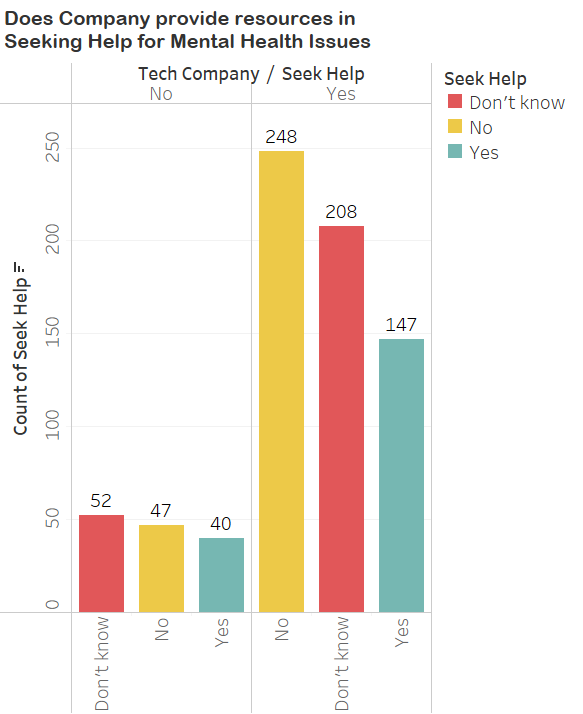 Does Company provide resources in
Seeking Help for Mental Health Issues
Tech Company / Seek Help
No
Yes
Seek Help
Don't know
No
Yes
Count of Seek Help
250
200
150
100
50
0
52
47
40
248
208
147
Don't know
No
Yes
No
Don't know
Yes